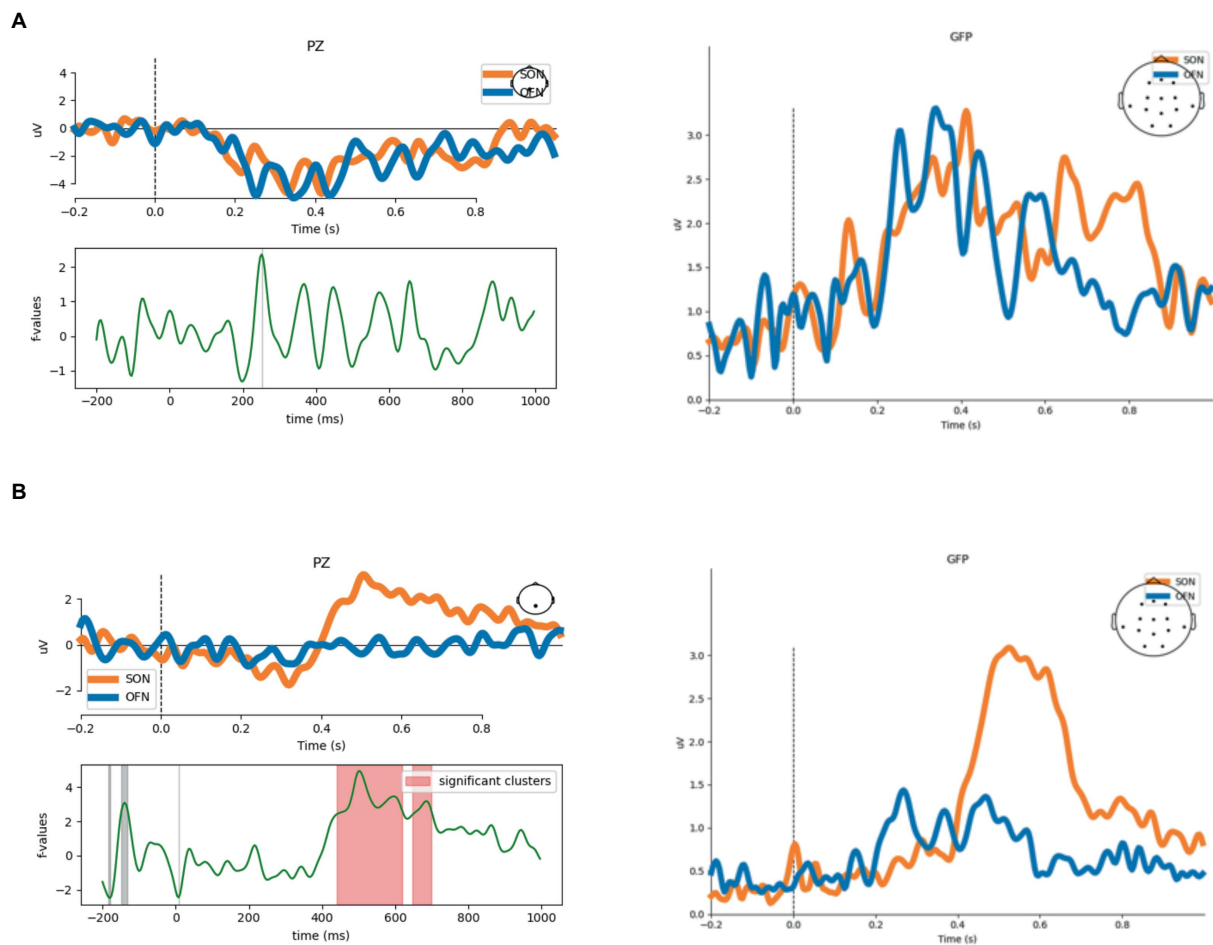 A
PZ
SON
OFN
uV
4
2
0
−2
−4
−0.2 0.0 0.2 0.4 0.6 0.8
Time (s)
f-values
2
1
0
−1
−200 0 200 400 600 800 1000
time (ms)
GFP
SON
OFN
uV
3.0
2.5
2.0
1.5
1.0
0.5
0.0
−0.2 0.0 0.2 0.4 0.6 0.8
Time (s)
B
PZ
uV
2
0
−2
SON
OFN
−0.2 0.0 0.2 0.4 0.6 0.8
Time (s)
significant clusters
f-values
4
2
0
−2
−200 0 200 400 600 800 1000
time (ms)
GFP
SON
OFN
uV
3.0
2.5
2.0
1.5
1.0
0.5
0.0
−0.2 0.0 0.2 0.4 0.6 0.8
Time (s)